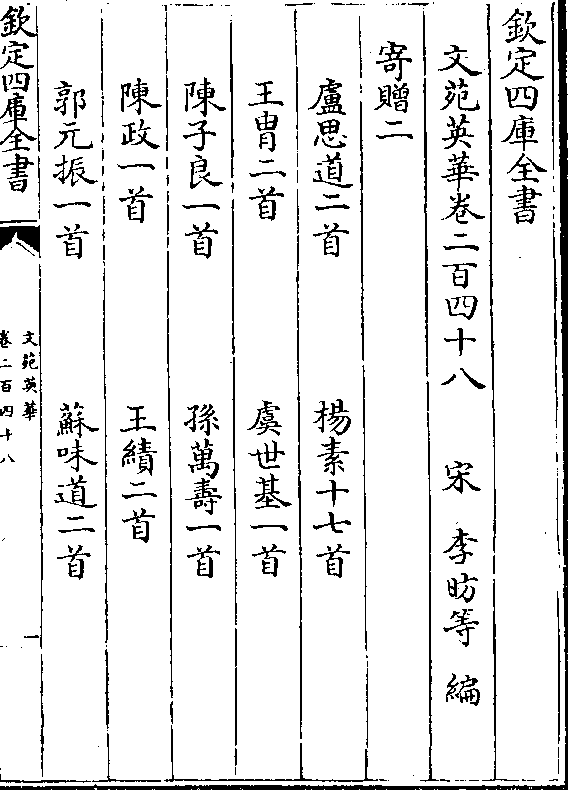 欽定四庫全書
文苑英華卷二百四十八　宋　李昉等　編
寄贈二
盧思道二首　楊素十七首
王胄二首　虞世基一首
陳子良一首　孫萬壽一首
陳政一首　王績二首
郭元振一首　蘇味道二首
欽定四庫全書
文苑英華
卷二百四十八
一